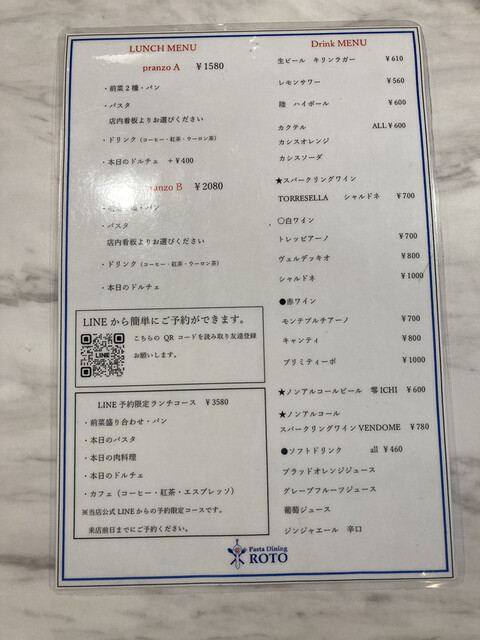 LUNCH MENU
pranzo A ￥1580
・前菜2種・パン
・パスタ
店内看板よりお選びください
・ドリンク（コーヒー・紅茶・ウーロン茶）
・本日のドルチェ ＋￥400
pranzo B ￥2080
・パン
・パスタ
店内看板よりお選びください
・ドリンク（コーヒー・紅茶・ウーロン茶）
・本日のドルチェ
LINEから簡単にご予約ができます。
LINE
こちらの QR コードを読み取り友達登録
お願いします。
LINE 予約限定ランチコース ￥3580
・前菜盛り合わせ・パン
・本日のパスタ
・本日の肉料理
・本日のドルチェ
・カフェ（コーヒー・紅茶・エスプレッソ）
※当店公式 LINE からの予約限定コースです。
来店前日までにご予約ください。
Drink MENU
生ビール キリンラガー ￥610
レモンサワー ￥560
陸 ハイボール ￥600
カクテル ALL￥600
カシスオレンジ
カシスソーダ
★スパークリングワイン
TORRESELLA シャルドネ ￥700
〇白ワイン
トレッビアーノ ￥700
ヴェルデッキオ ￥800
シャルドネ ￥1000
●赤ワイン
モンテプルチアーノ ￥700
キャンティ ￥800
プリミティーボ ￥1000
★ノンアルコールビール 零ICHI ￥600
★ノンアルコール
スパークリングワイン VENDOME ￥780
●ソフトドリンク all ￥460
ブラッドオレンジジュース
グレープフルーツジュース
葡萄ジュース
ジンジャエール 辛口
Pasta Dining
ROTO